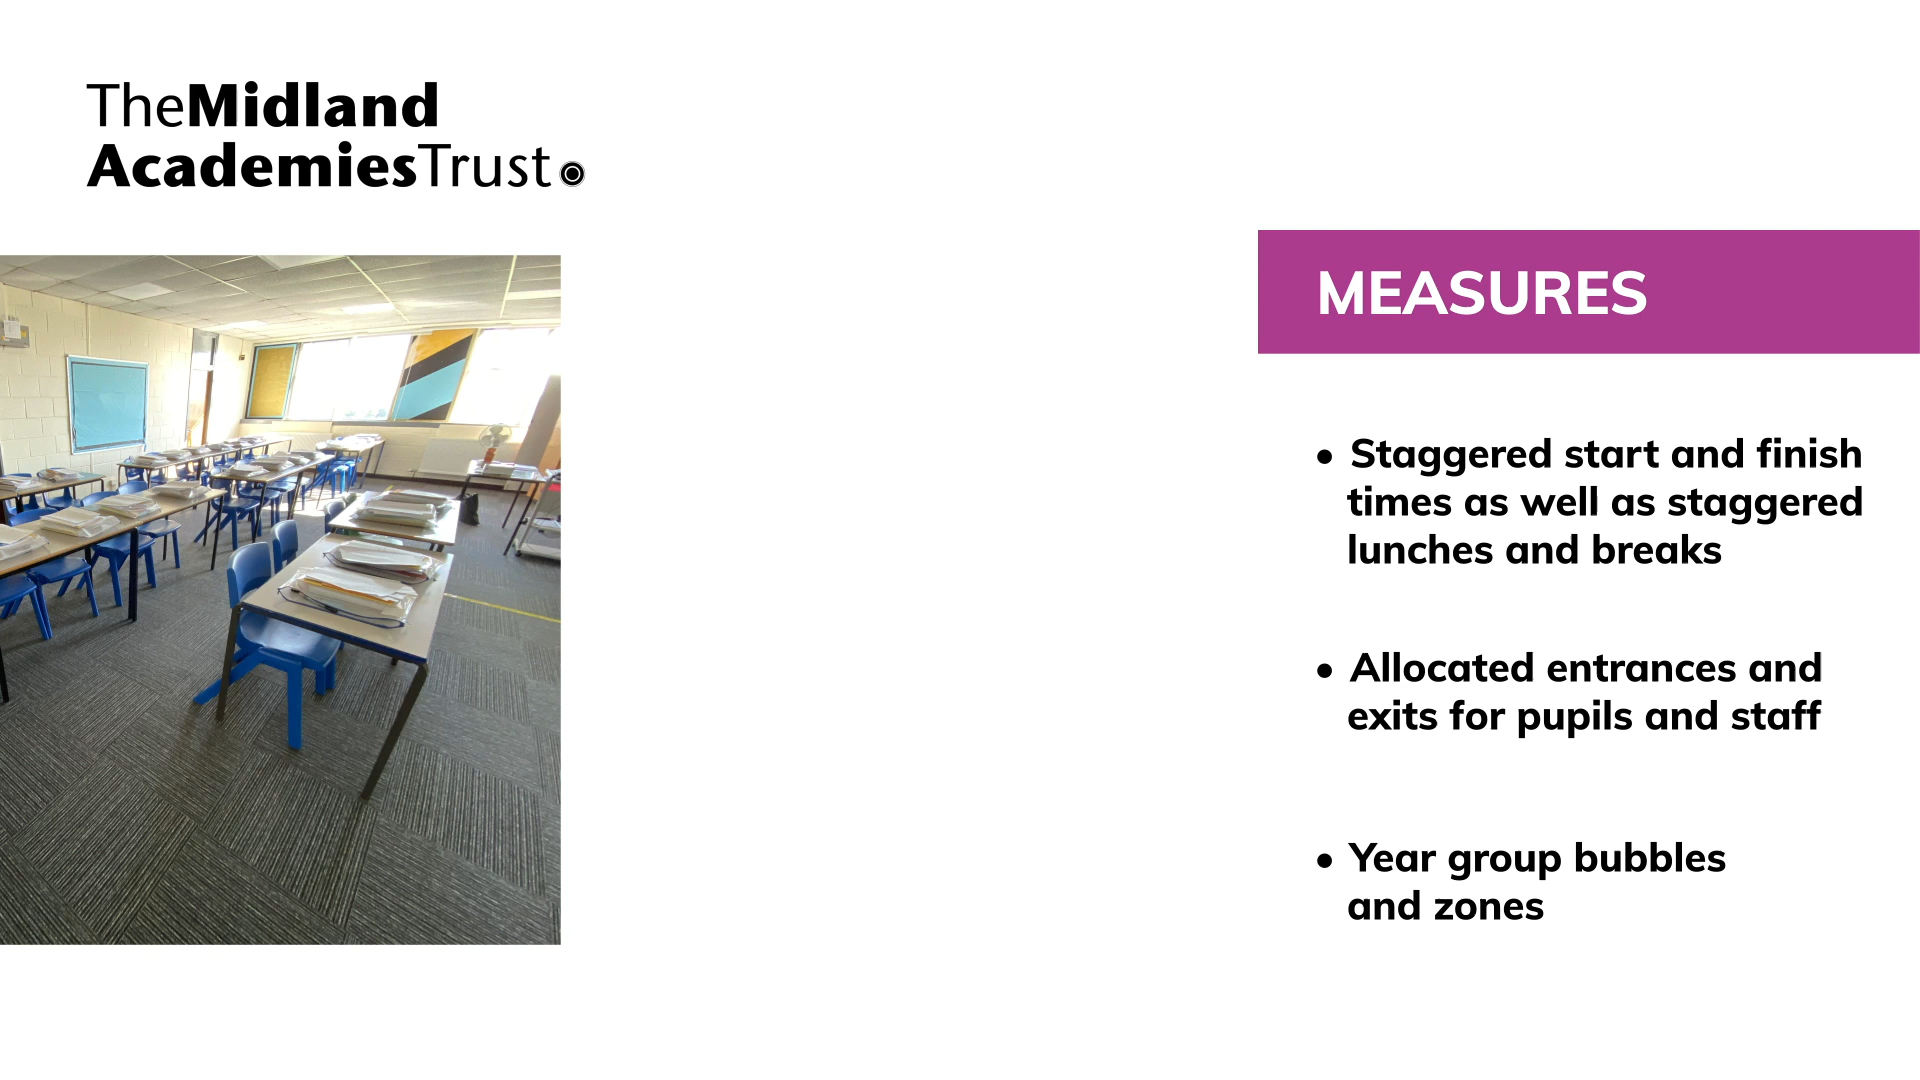 TheMidland
AcademiesTrust
MEASURES
• Staggered start and finish
times as well as staggered
lunches and breaks
• Allocated entrances and
exits for pupils and staff
• Year group bubbles
and zones